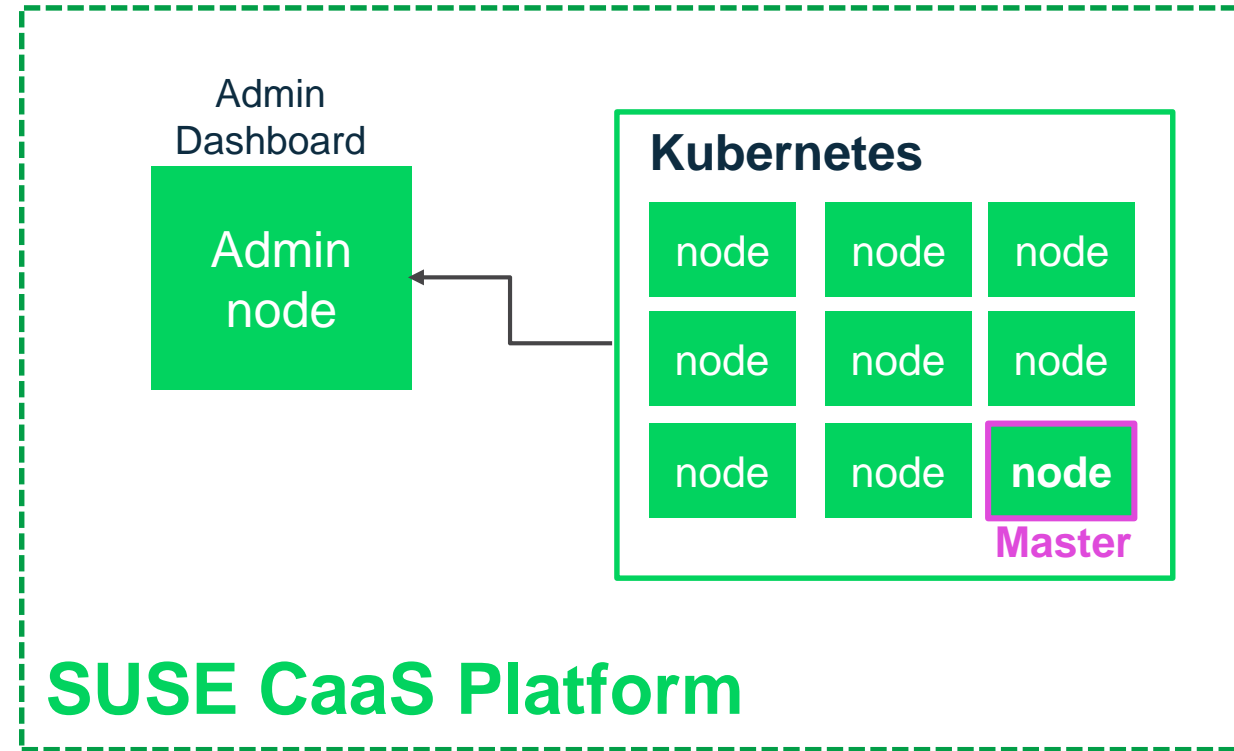 Admin
Dashboard
Admin
node
Kubernetes
node node node
node node node
node node node
Master
SUSE CaaS Platform